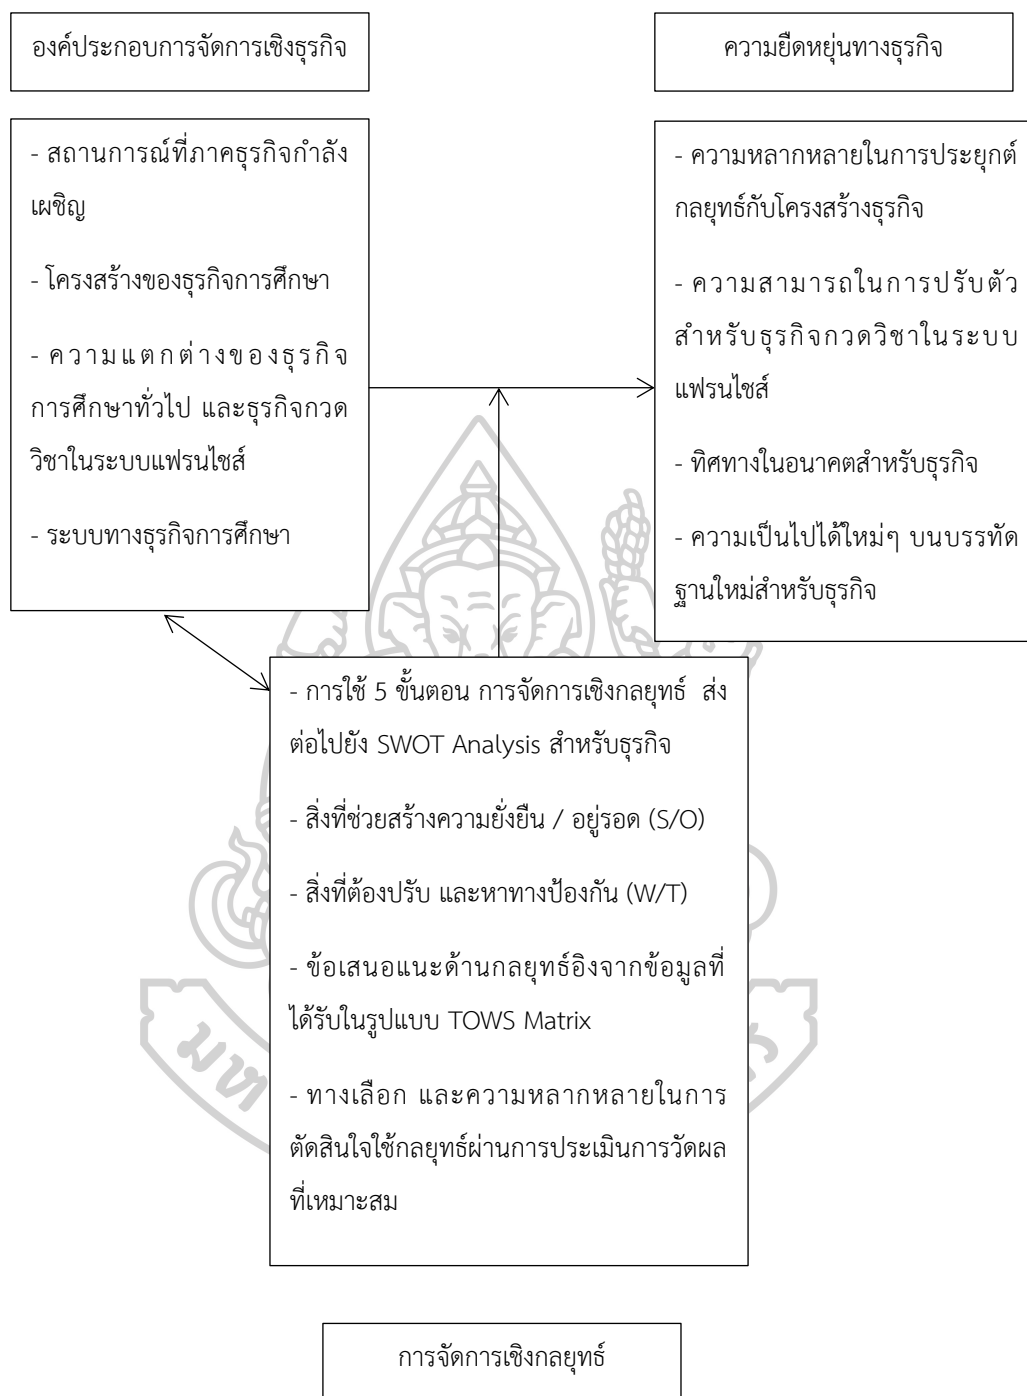 องค์ประกอบการจัดการเชิงธุรกิจ
ความยืดหยุ่นทางธุรกิจ
- สถานการณ์ที่ภาคธุรกิจกำลัง
เผชิญ
- โครงสร้างของธุรกิจการศึกษา
- ความแตกต่างของธุรกิจ
การศึกษาทั่วไป และธุรกิจกวด
วิชาในระบบแฟรนไชส์
- ระบบทางธุรกิจการศึกษา
- ความหลากหลายในการประยุกต์
กลยุทธ์กับโครงสร้างธุรกิจ
- ความสามารถในการปรับตัว
สำหรับธุรกิจกวดวิชาในระบบ
แฟรนไชส์
- ทิศทางในอนาคตสำหรับธุรกิจ
- ความเป็นไปได้ใหม่ๆ บนบรรทัด
ฐานใหม่สำหรับธุรกิจ
- การใช้ 5 ขั้นตอน การจัดการเชิงกลยุทธ์ ส่ง
ต่อไปยัง SWOT Analysis สำหรับธุรกิจ
- สิ่งที่ช่วยสร้างความยั่งยืน / อยู่รอด (S/O)
- สิ่งที่ต้องปรับ และหาทางป้องกัน (W/T)
- ข้อเสนอแนะด้านกลยุทธ์อิงจากข้อมูลที่
ได้รับในรูปแบบ TOWS Matrix
- ทางเลือก และความหลากหลายในการ
ตัดสินใจใช้กลยุทธ์ผ่านการประเมินการวัดผล
ที่เหมาะสม
การจัดการเชิงกลยุทธ์